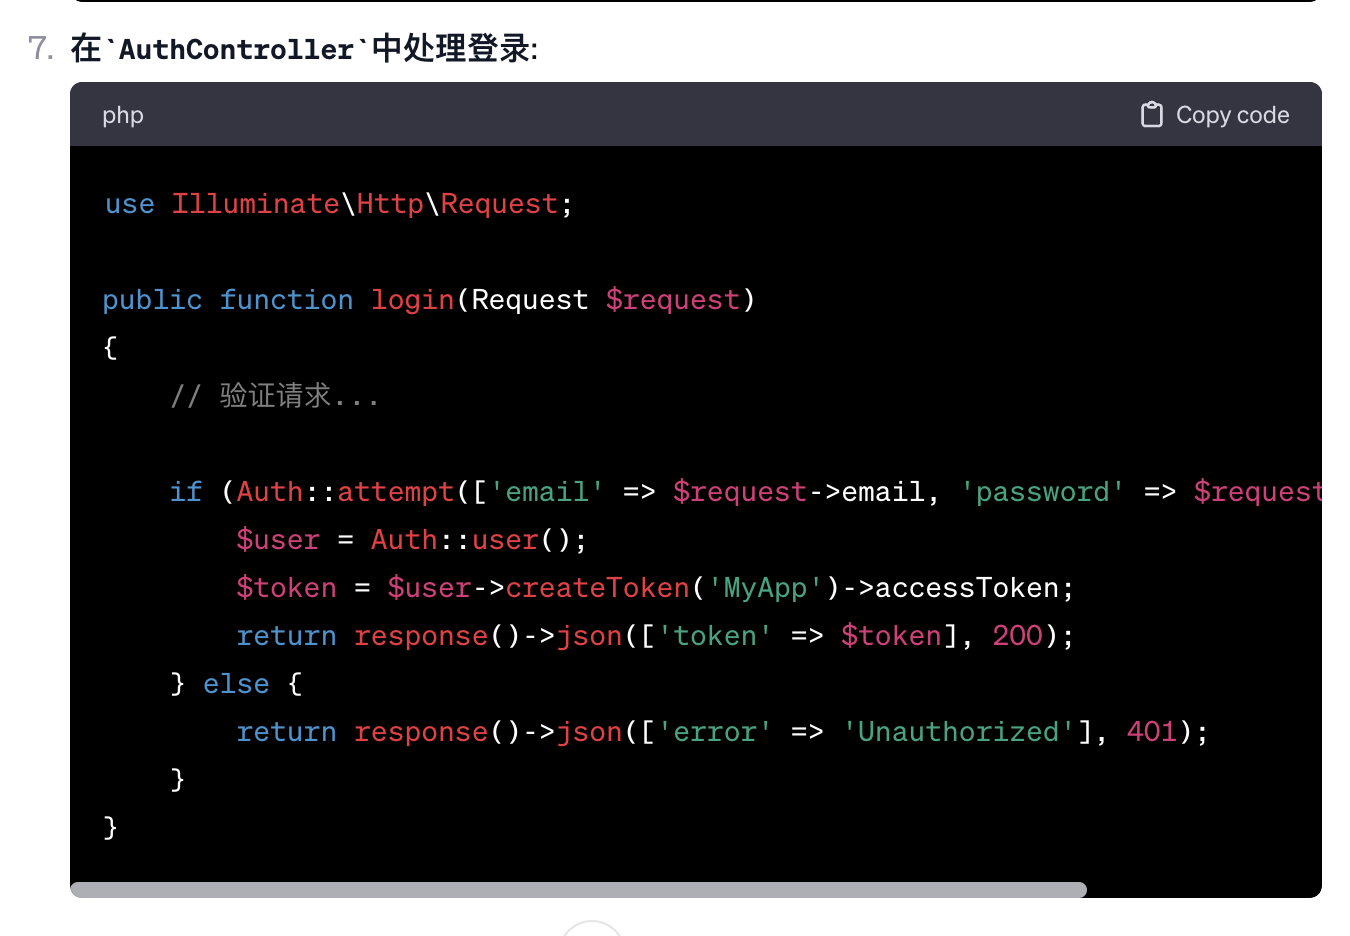 7. 在`AuthController`中处理登录:
php
Copy code
use Illuminate\Http\Request;
public function login(Request $request)
{
// 验证请求...
if (Auth::attempt(['email' => $request->email, 'password' => $request
$user = Auth::user();
$token = $user->createToken('MyApp')->accessToken;
return response()->json(['token' => $token], 200);
} else {
return response()->json(['error' => 'Unauthorized'], 401);
}
}